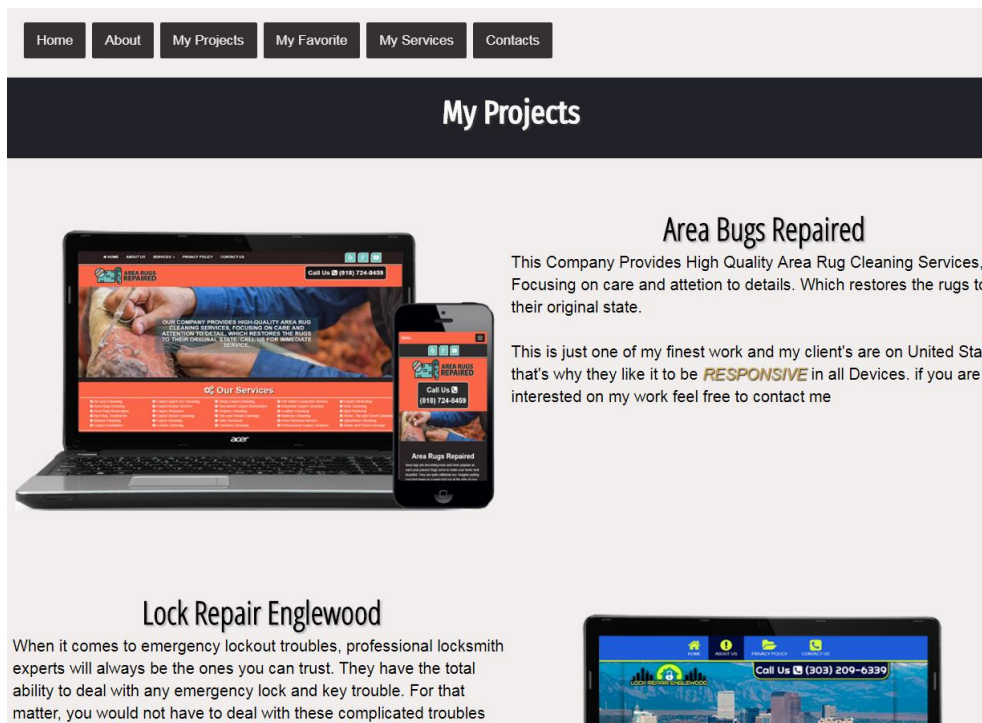 Home
About
My Projects
My Favorite
My Services
Contacts
My Projects
HOME ABOUT US SERVICES PRIVACY POLICY CONTACT US
AREA RUGS
REPAIRED
Call Us (818) 724-8459
OUR COMPANY PROVIDES HIGH-QUALITY AREA RUG
CLEANING SERVICES, FOCUSING ON CARE AND
ATTENTION TO DETAIL, WHICH RESTORES THE RUGS
TO THEIR ORIGINAL STATE. CALL US FOR IMMEDIATE
SERVICE.
Our Services
acer
Menu
AREA RUGS
REPAIRED
Call Us
(818) 724-8459
Area Rugs Repaired
Area Bugs Repaired
This Company Provides High Quality Area Rug Cleaning Services,
Focusing on care and attetion to details. Which restores the rugs to
their original state.
This is just one of my finest work and my client's are on United Sta
that's why they like it to be RESPONSIVE in all Devices. if you are
interested on my work feel free to contact me
Lock Repair Englewood
When it comes to emergency lockout troubles, professional locksmith
experts will always be the ones you can trust. They have the total
ability to deal with any emergency lock and key trouble. For that
matter, you would not have to deal with these complicated troubles
HOME ABOUT US PRIVACY POLICY CONTACT US
LOCK REPAIR ENGLEWOOD
Call Us (303) 209-6339